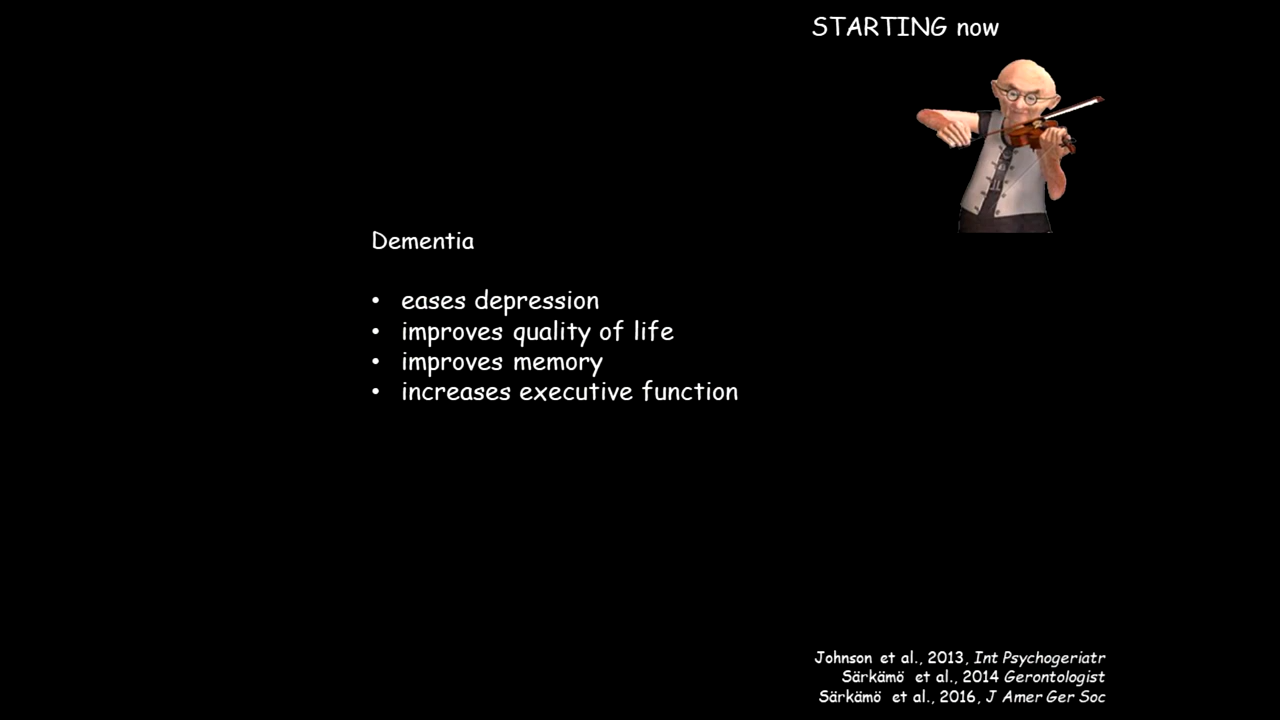 STARTING now
Dementia
• eases depression
• improves quality of life
• improves memory
• increases executive function
Johnson et al., 2013, Int Psychogeriatr
Särkämö et al., 2014 Gerontologist
Särkämö et al., 2016, J Amer Ger Soc